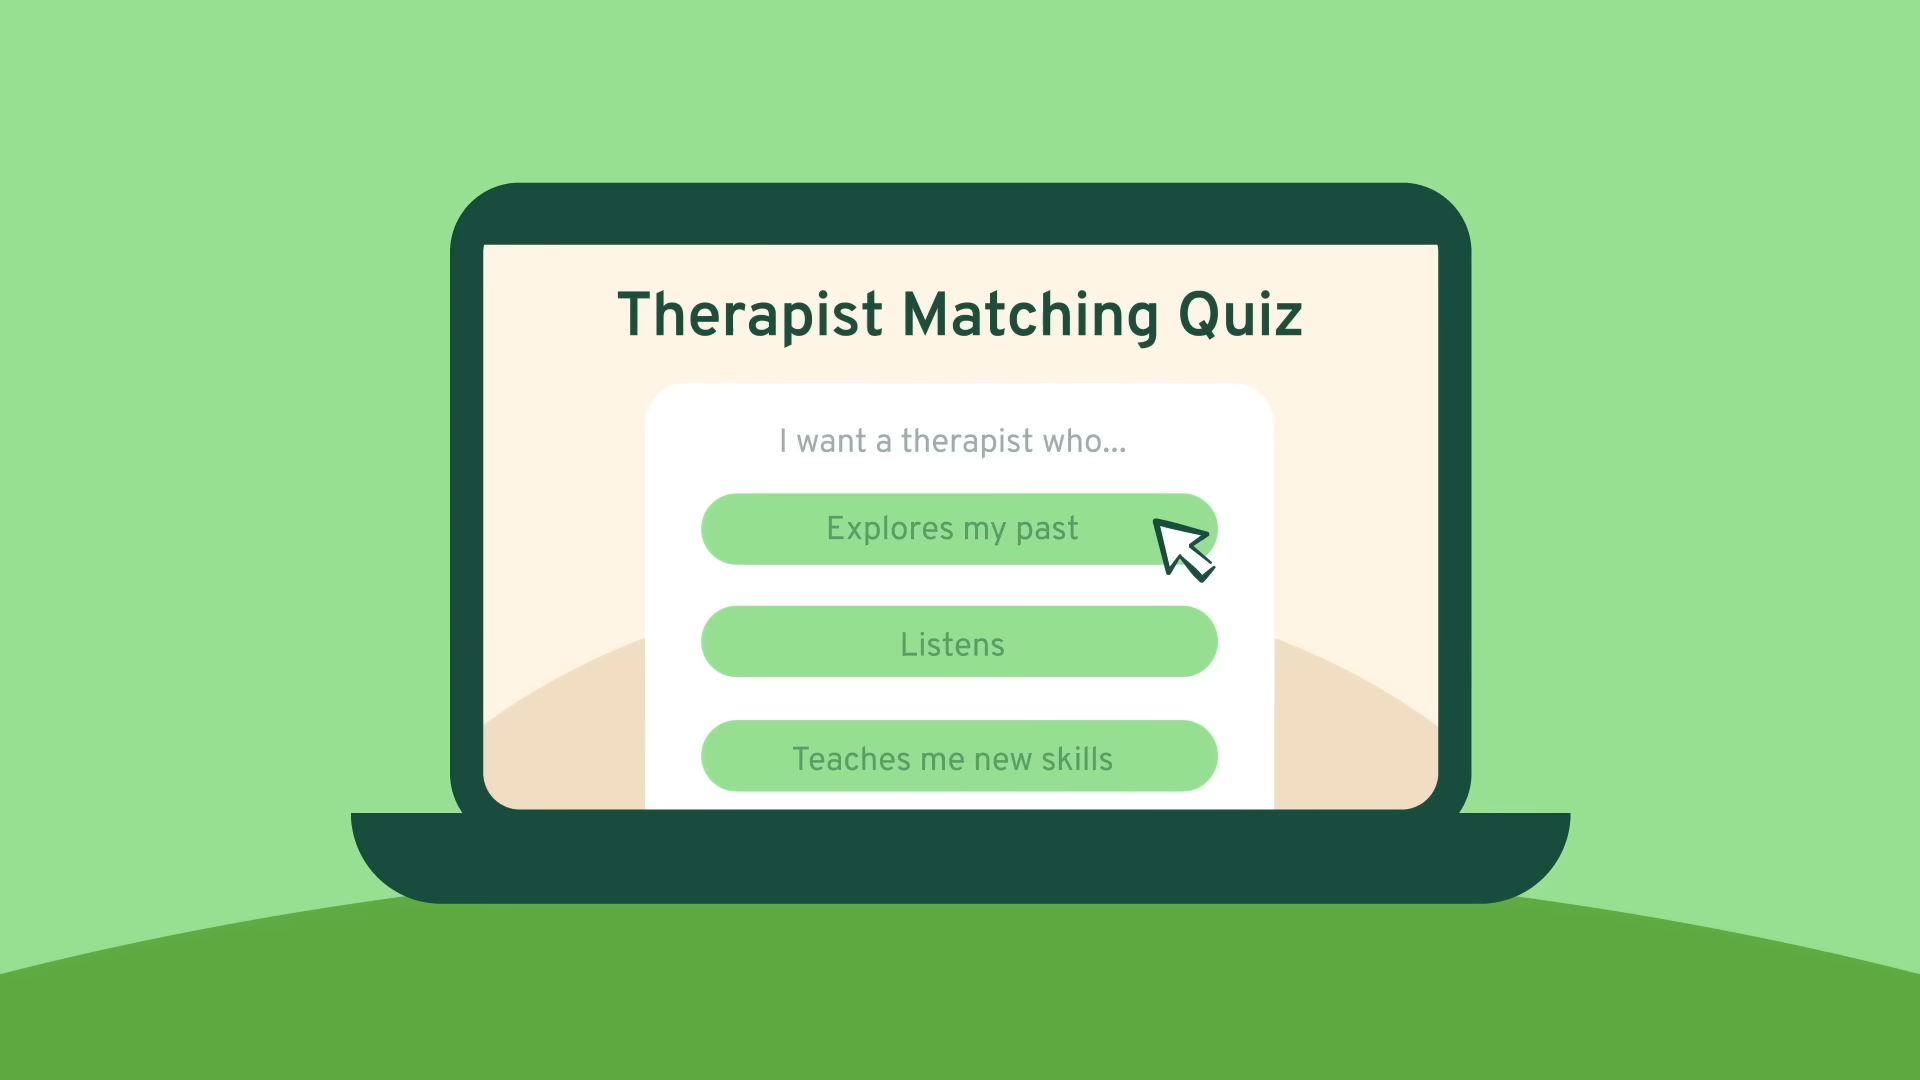 Therapist Matching Quiz
I want a therapist who...
Explores my past
Listens
Teaches me new skills